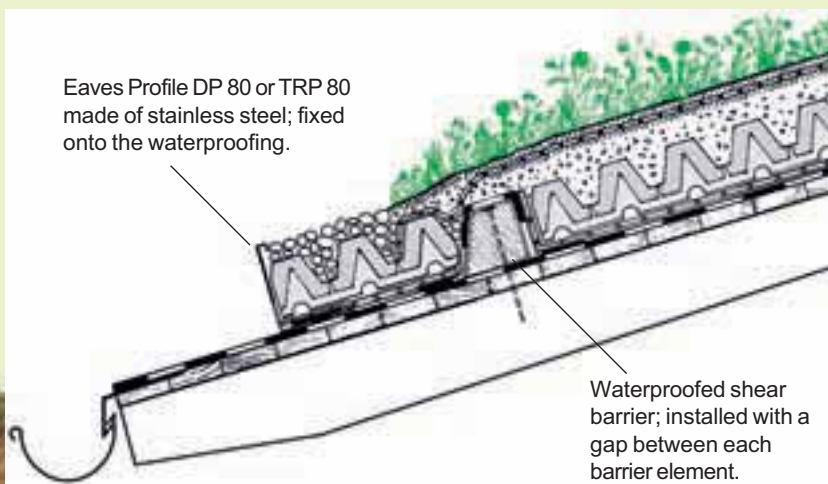 Eaves Profile DP 80 or TRP 80
made of stainless steel; fixed
onto the waterproofing.
Waterproofed shear
barrier; installed with a
gap between each
barrier element.